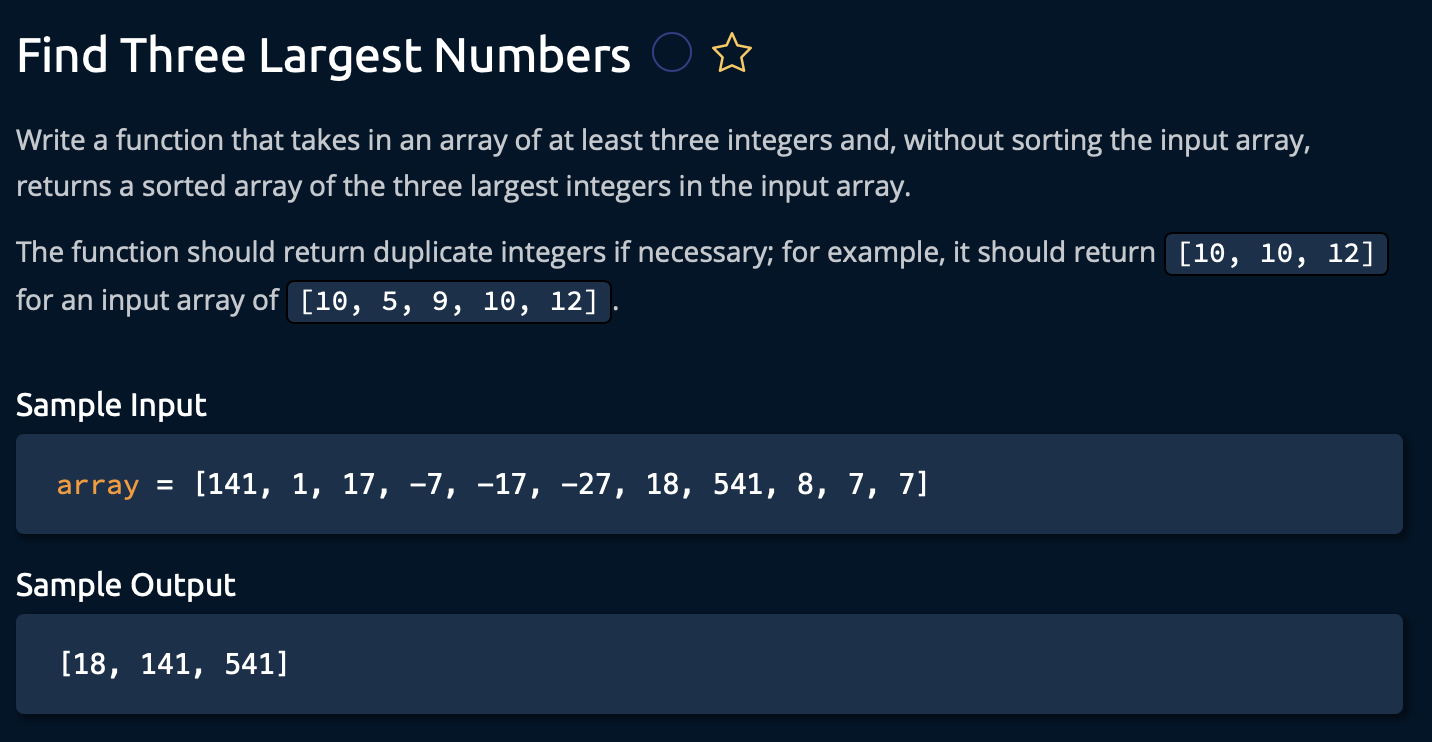 Find Three Largest Numbers
Write a function that takes in an array of at least three integers and, without sorting the input array,
returns a sorted array of the three largest integers in the input array.
The function should return duplicate integers if necessary; for example, it should return [10, 10, 12]
for an input array of [10, 5, 9, 10, 12].
Sample Input
array = [141, 1, 17, -7, -17, -27, 18, 541, 8, 7, 7]
Sample Output
[18, 141, 541]